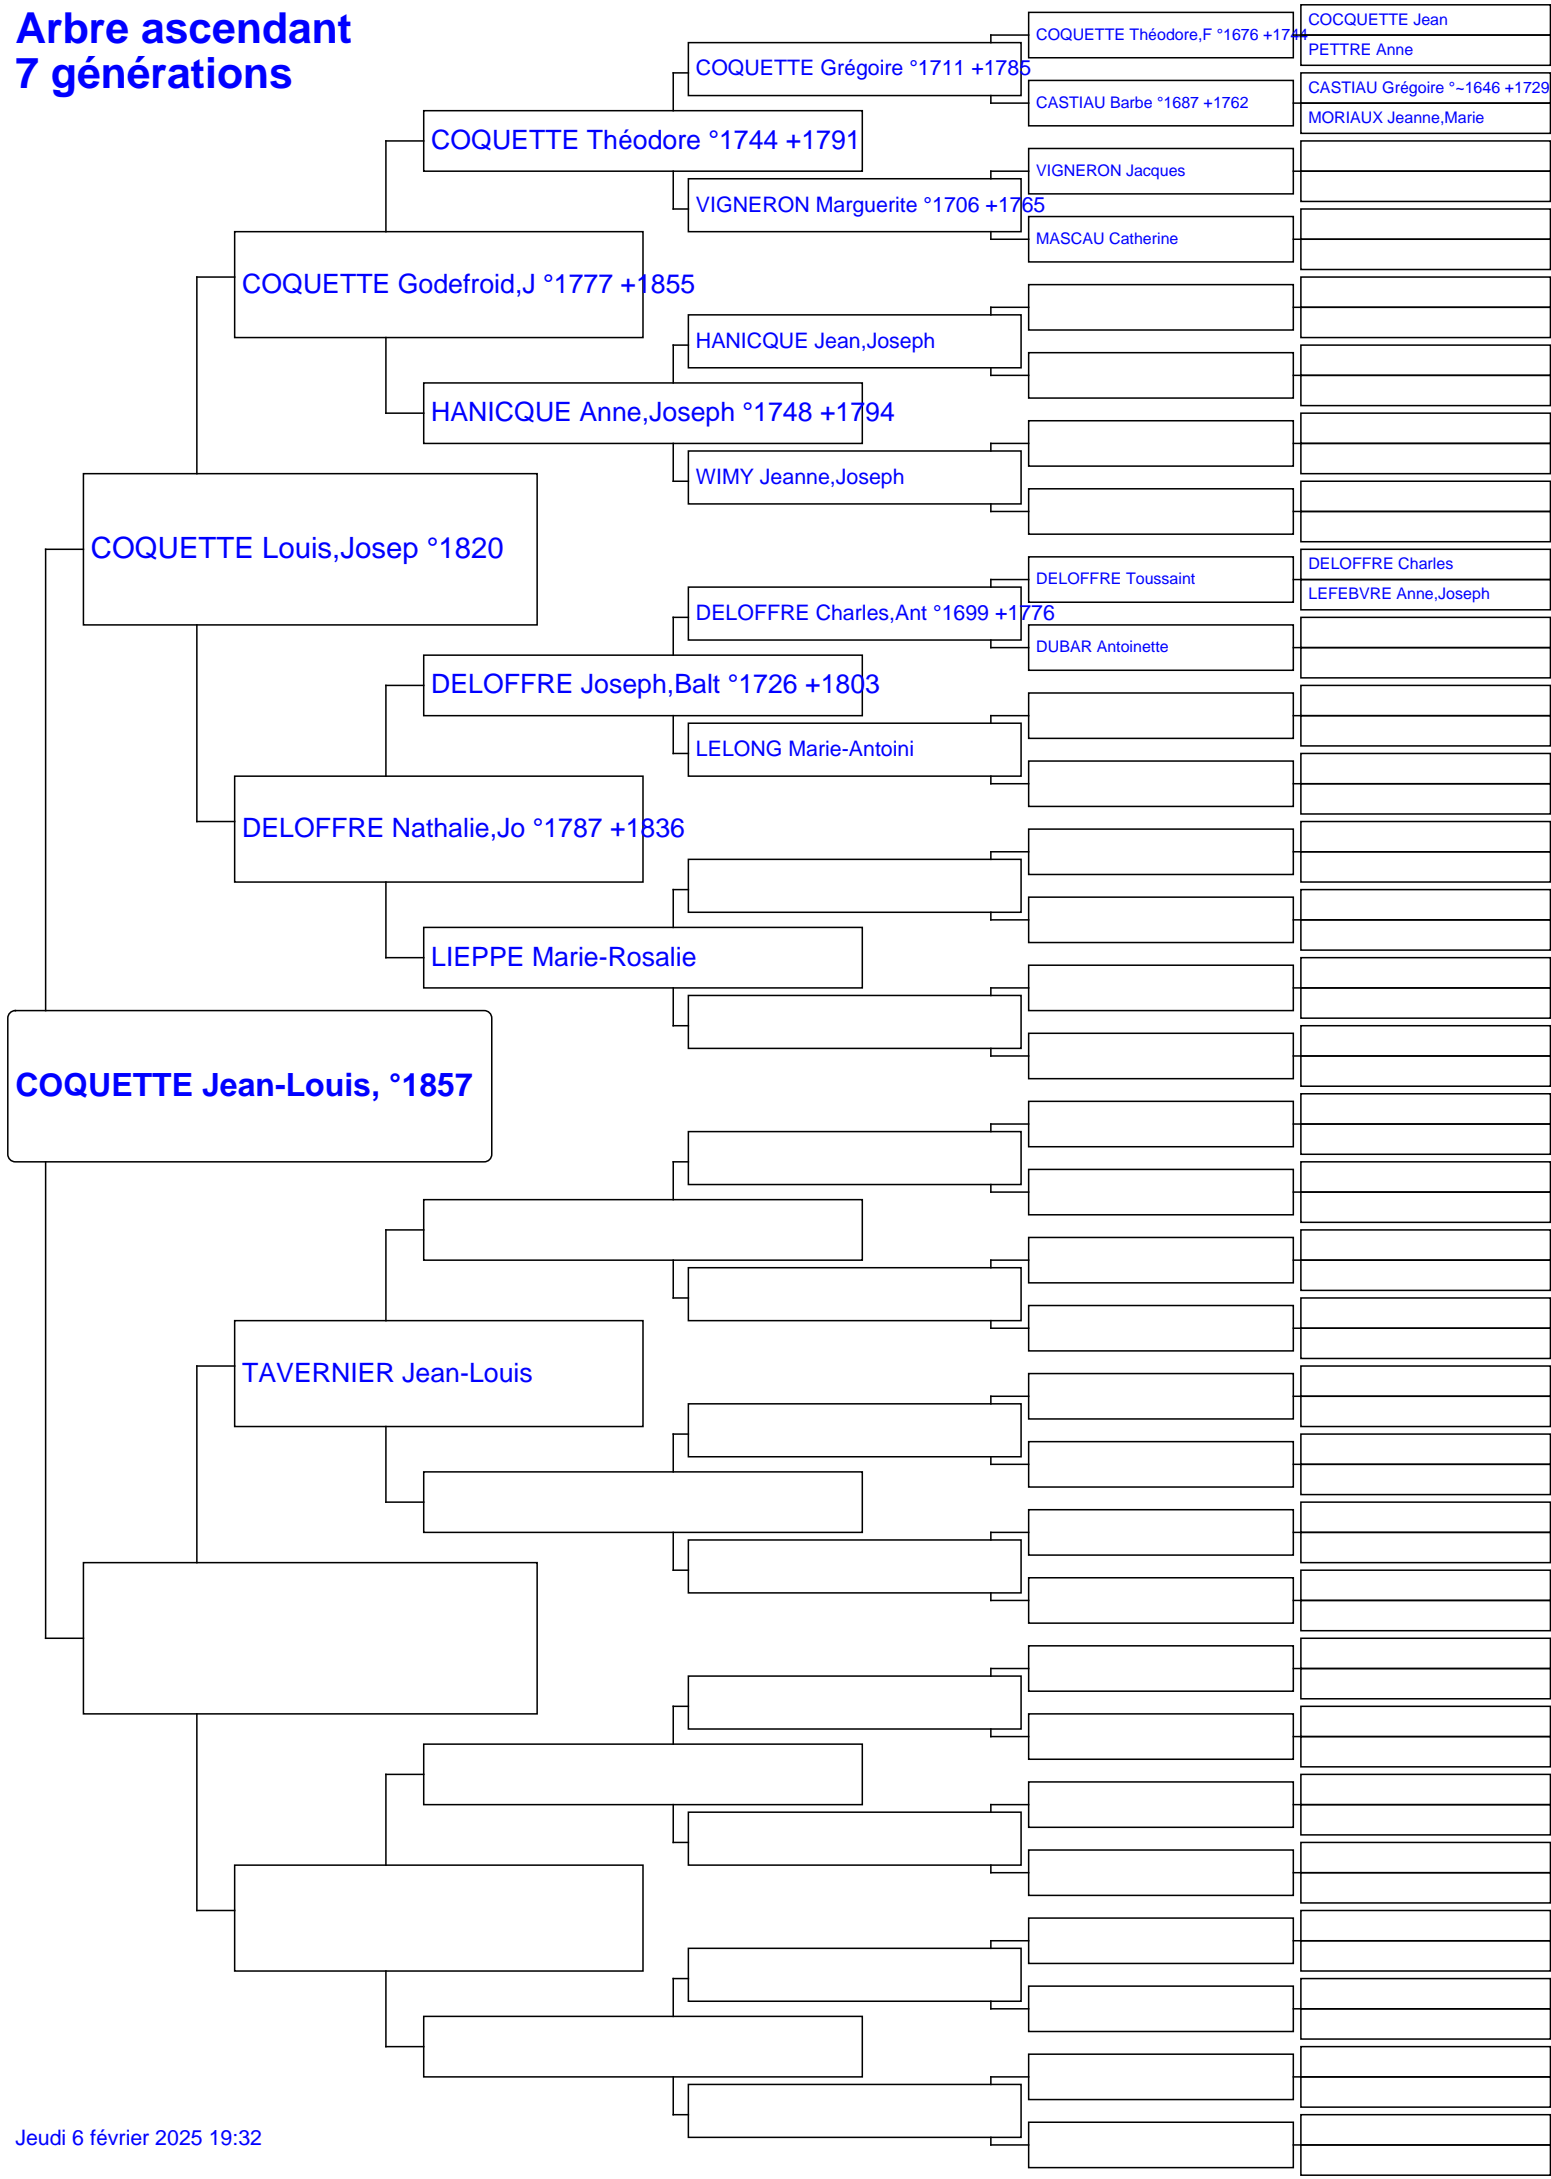 Arbre ascendant
7 générations
COCQUETTE Jean
COQUETTE Théodore,F °1676 +1744
PETTRE Anne
COQUETTE Grégoire °1711 +1785
CASTIAU Grégoire °~1646 +1729
CASTIAU Barbe °1687 +1762
MORIAUX Jeanne,Marie
COQUETTE Théodore °1744 +1791
VIGNERON Jacques
VIGNERON Marguerite °1706 +1765
MASCAU Catherine
COQUETTE Godefroid,J °1777 +1855
HANICQUE Jean,Joseph
HANICQUE Anne,Joseph °1748 +1794
WIMY Jeanne,Joseph
COQUETTE Louis,Josep °1820
DELOFFRE Charles
DELOFFRE Toussaint
LEFEBVRE Anne,Joseph
DELOFFRE Charles,Ant °1699 +1776
DUBAR Antoinette
DELOFFRE Joseph,Balt °1726 +1803
LELONG Marie-Antoini
DELOFFRE Nathalie,Jo °1787 +1836
LIEPPE Marie-Rosalie
COQUETTE Jean-Louis, °1857
TAVERNIER Jean-Louis
Jeudi 6 février 2025 19:32